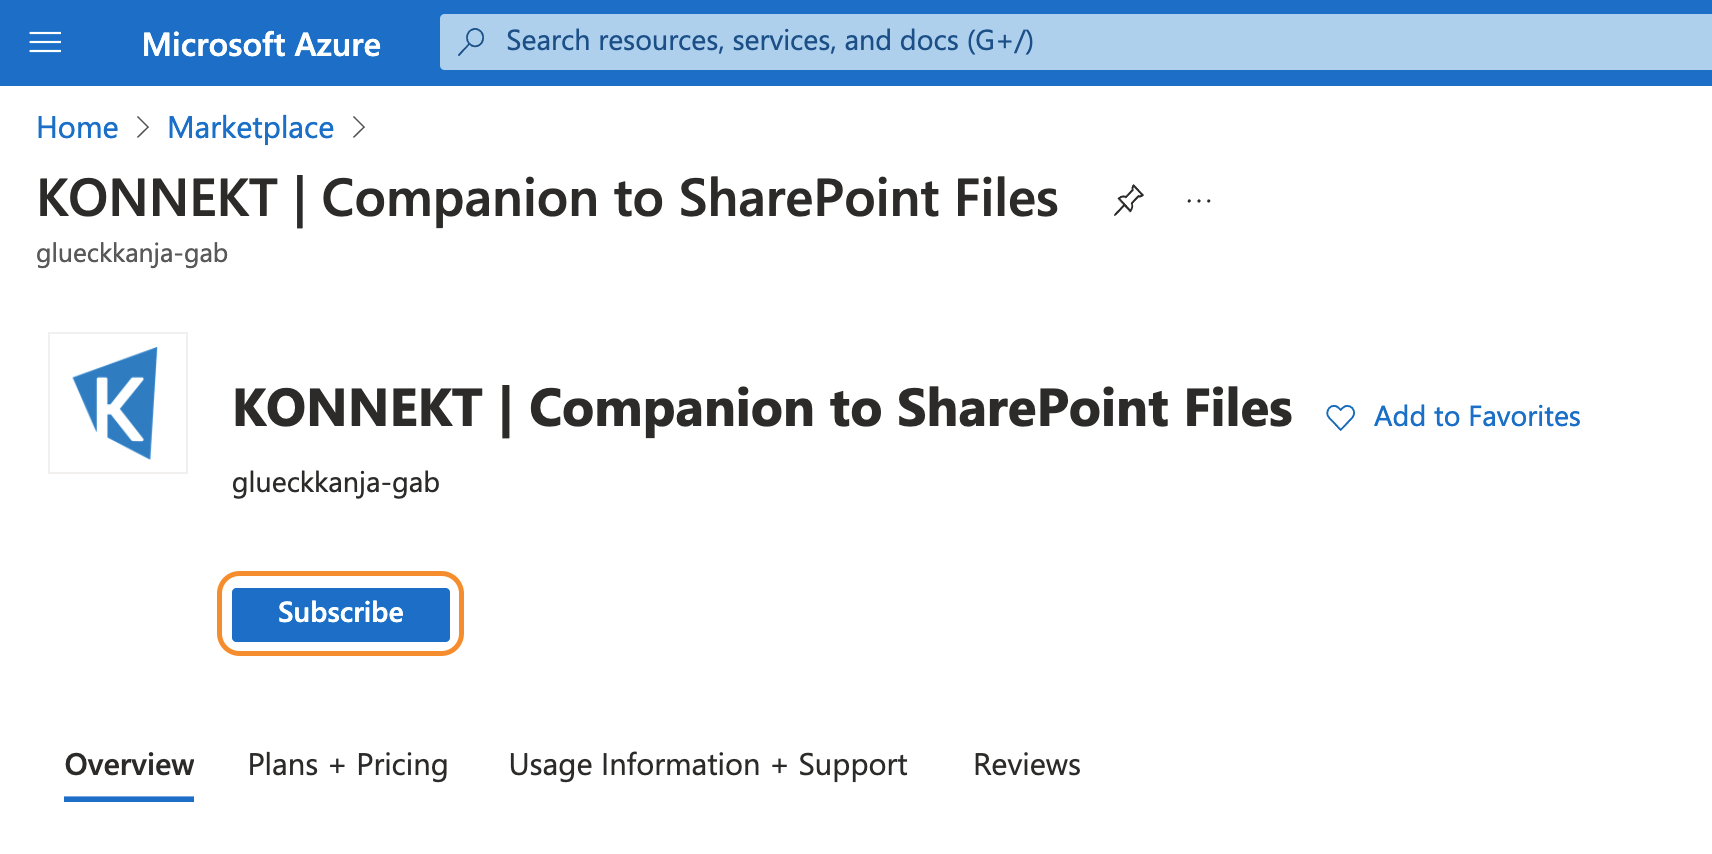 Microsoft Azure
Search resources, services, and docs (G+/)
Home > Marketplace >
KONNEKT | Companion to SharePoint Files ...
glueckkanja-gab
K
KONNEKT | Companion to SharePoint Files
Add to Favorites
glueckkanja-gab
Subscribe
Overview Plans + Pricing Usage Information + Support Reviews